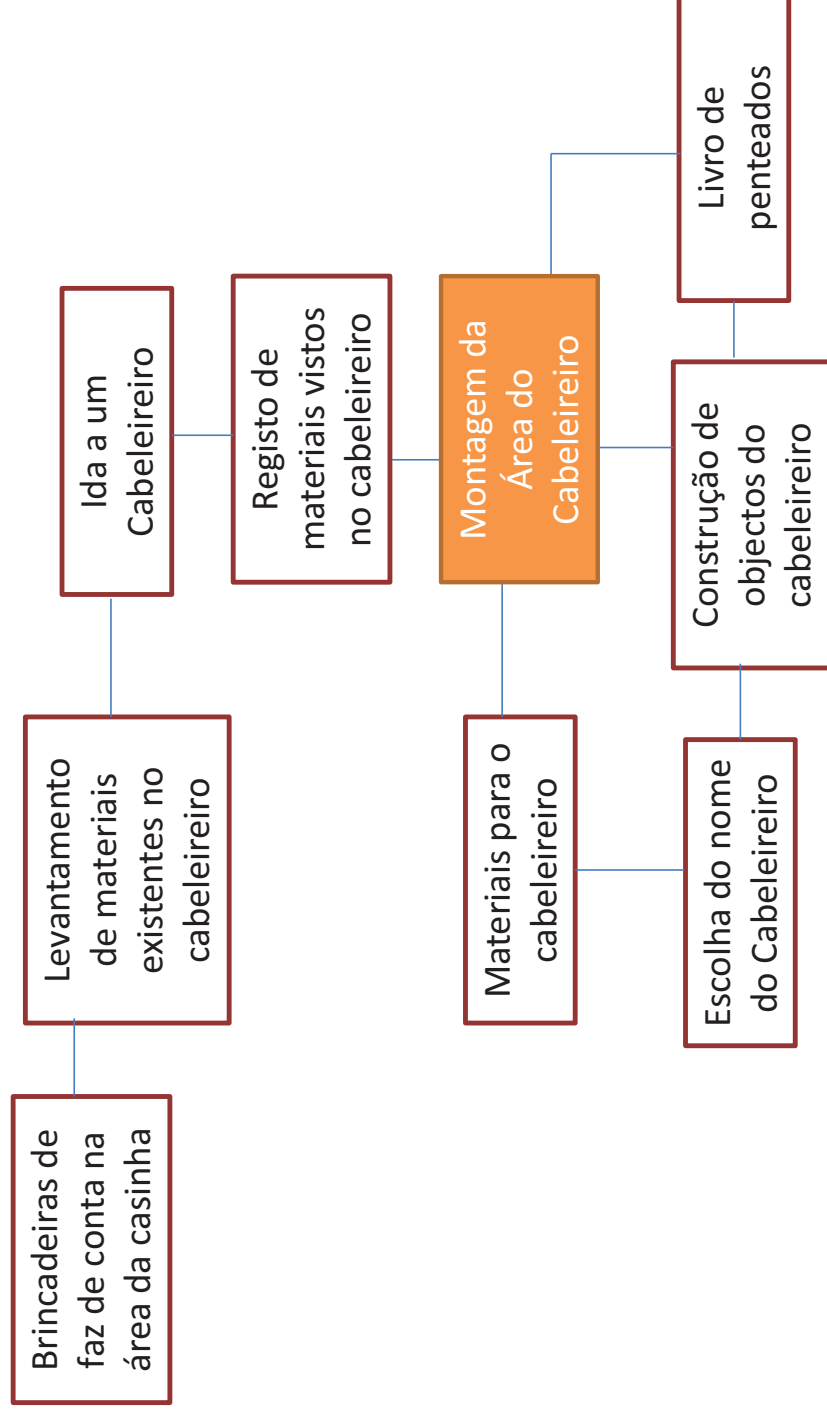 Brincadeiras de
faz de conta na
área da casinha
Levantamento
de materiais
existentes no
cabeleireiro
Ida a um
Cabeleireiro
Registo de
materiais vistos
no cabeleireiro
Montagem da
Área do
Cabeleireiro
Materiais para o
cabeleireiro
Escolha do nome
do Cabeleireiro
Construção de
objectos do
cabeleireiro
Livro de
penteados